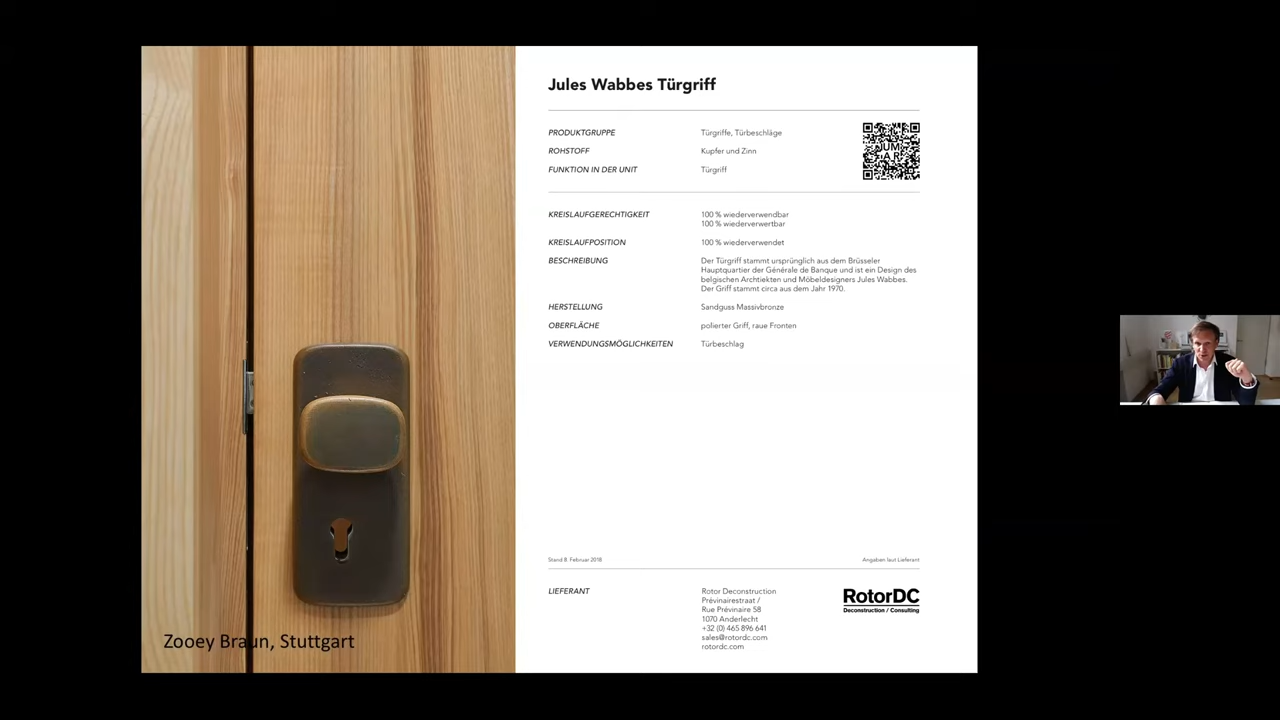 Jules Wabbes Türgriff
PRODUKTGRUPPE Türgriffe, Türbeschläge
ROHSTOFF Kupfer und Zinn
FUNKTION IN DER UNIT Türgriff
KREISLAUFGERECHTIGKEIT 100 % wiederverwendbar
100 % wiederverwertbar
KREISLAUFPOSITION 100 % wiederverwendet
BESCHREIBUNG Der Türgriff stammt ursprünglich aus dem Brüsseler
Hauptquartier der Générale de Banque und ist ein Design des
belgischen Archtiekten und Möbeldesigners Jules Wabbes.
Der Griff stammt circa aus dem Jahr 1970.
HERSTELLUNG Sandguss Massivbronze
OBERFLÄCHE polierter Griff, raue Fronten
VERWENDUNGSMÖGLICHKEITEN Türbeschlag
Stand 8. Februar 2018 Angaben laut Lieferant
LIEFERANT Rotor Deconstruction
Prévinairestraat /
Rue Prévinaire 58
1070 Anderlecht
+32 (0) 465 896 641
sales@rotordc.com
rotordc.com
RotorDC
Deconstruction / Consulting
Zooey Braun, Stuttgart